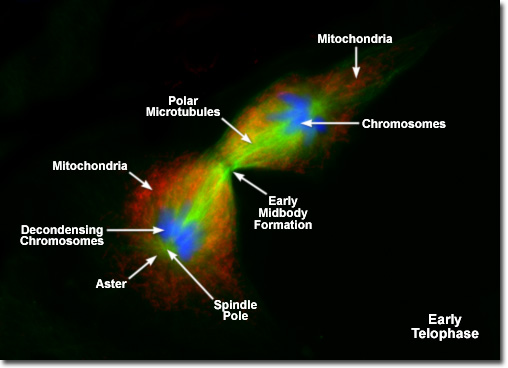 Mitochondria
Polar
Microtubules
Chromosomes
Mitochondria
Early
Midbody
Formation
Decondensing
Chromosomes
Aster
Spindle
Pole
Early
Telophase